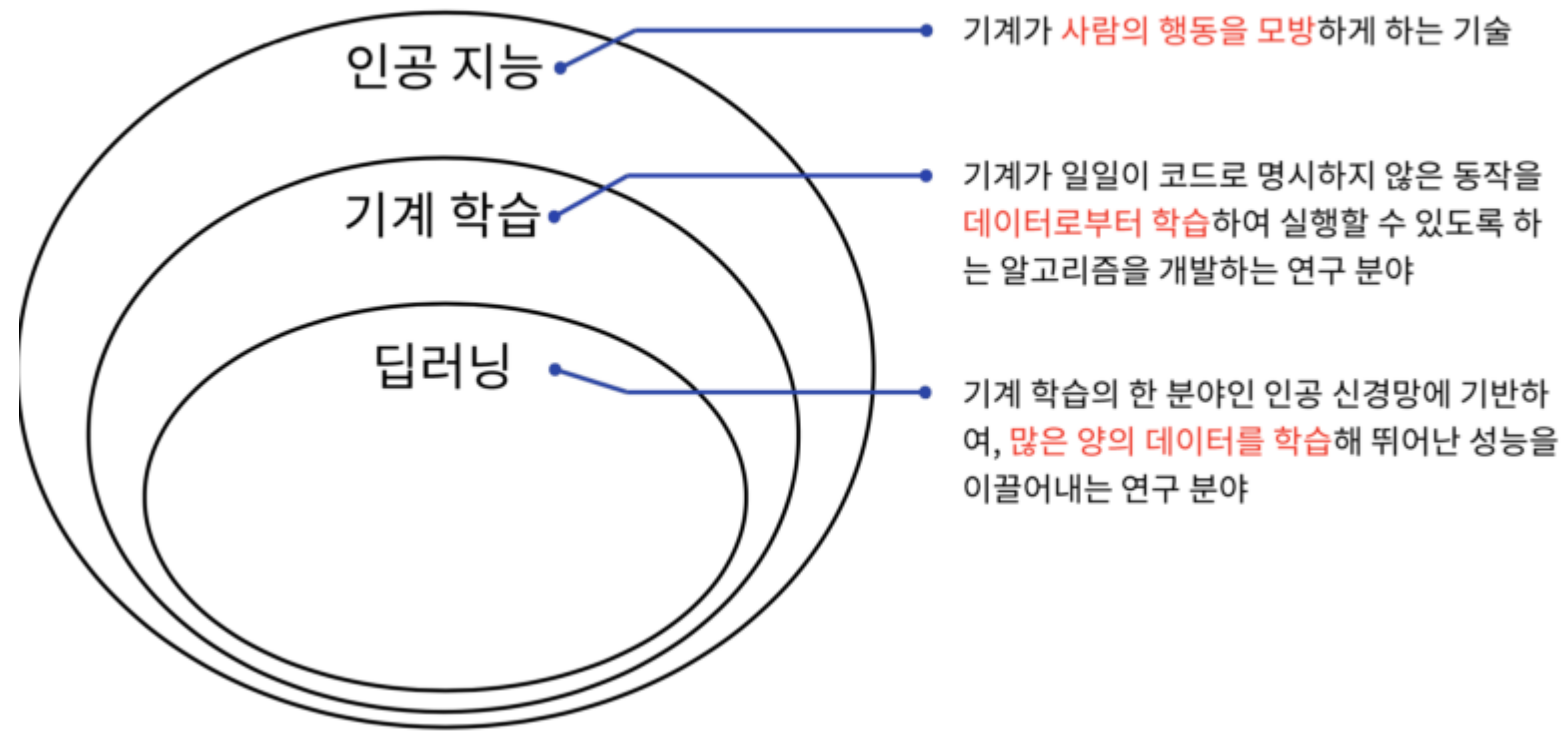 인공 지능
기계가 사람의 행동을 모방하게 하는 기술
기계 학습
기계가 일일이 코드로 명시하지 않은 동작을
데이터로부터 학습하여 실행할 수 있도록 하
는 알고리즘을 개발하는 연구 분야
딥러닝
기계 학습의 한 분야인 인공 신경망에 기반하
여, 많은 양의 데이터를 학습해 뛰어난 성능을
이끌어내는 연구 분야